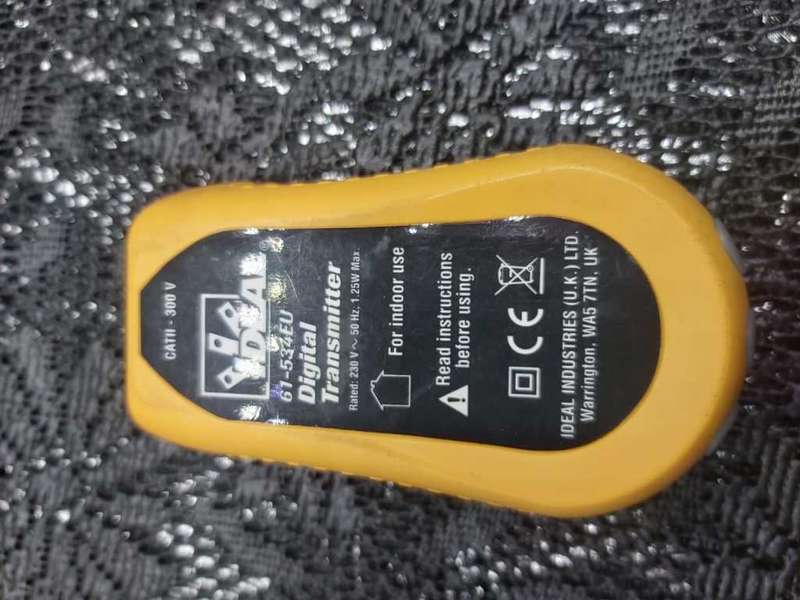 CATII - 300 V
IDEAL®
61-534EU
Digital
Transmitter
Rated: 230 V ~ 50 Hz. 1.25W Max.
For indoor use
Read instructions
before using.
CE
IDEAL INDUSTRIES (U.K.) LTD.
Warrington, WA5 7TN. UK